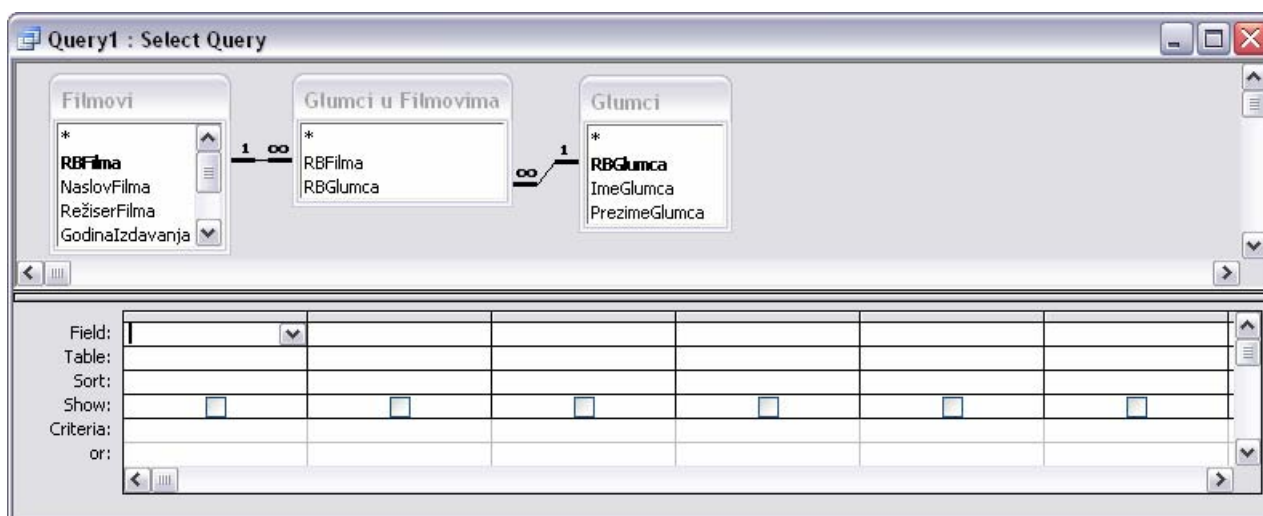 Query1 : Select Query
Filmovi
*
RBFilma
NaslovFilma
RežiserFilma
GodinaIzdavanja
1 ∞
Glumci u Filmovima
*
RBFilma
RBGlumca
∞ 1
Glumci
*
RBGlumca
ImeGlumca
PrezimeGlumca
Field:
Table:
Sort:
Show:
Criteria:
or: